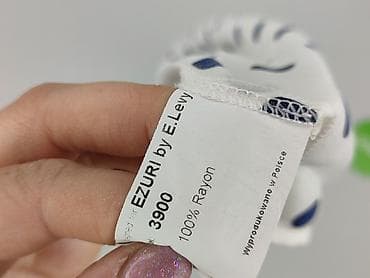 EZURI by E.Levy
3900
100% Rayon
Wyprodukowano w Polsce